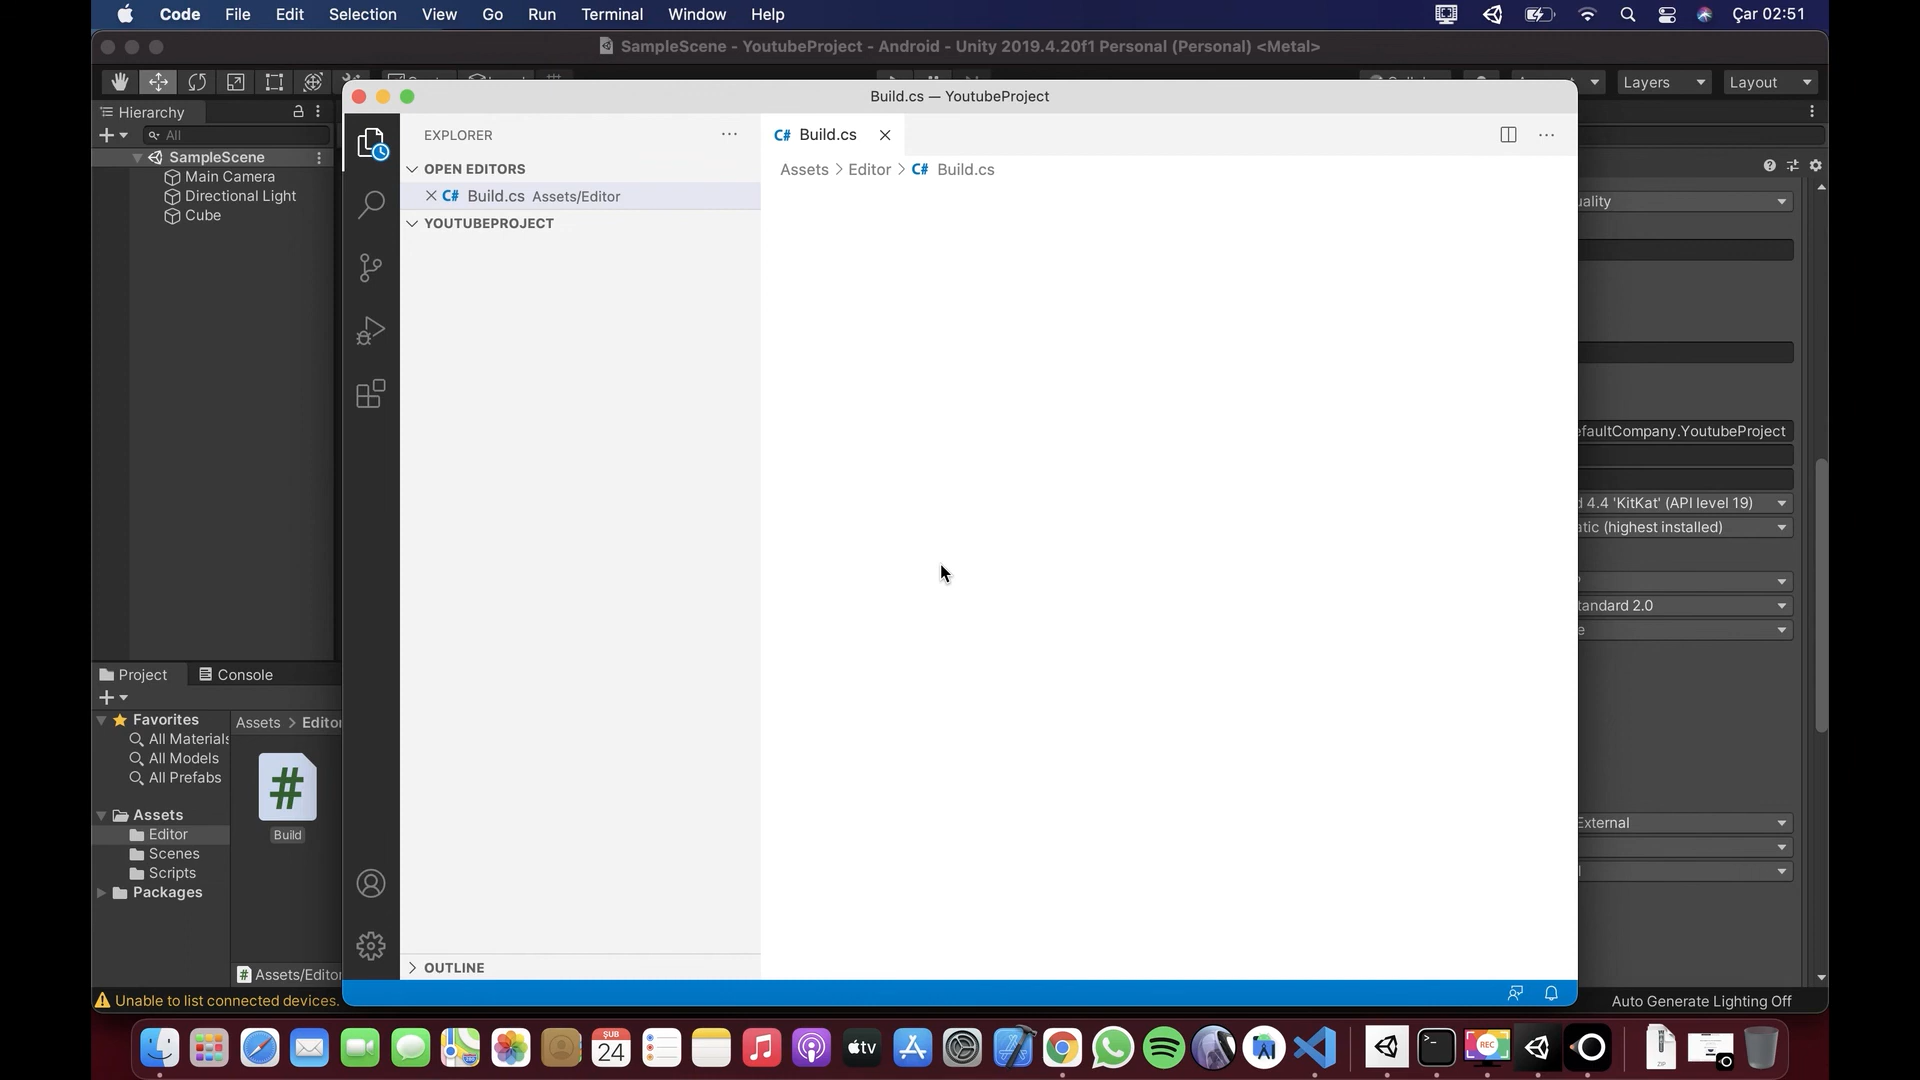 Code File Edit Selection View Go Run Terminal Window Help Çar 02:51
SampleScene - YoutubeProject - Android - Unity 2019.4.20f1 Personal (Personal) <Metal>
Layers Layout
Build.cs — YoutubeProject
Hierarchy
All
SampleScene
Main Camera
Directional Light
Cube
EXPLORER
OPEN EDITORS
Build.cs Assets/Editor
YOUTUBEPROJECT
OUTLINE
C# Build.cs
Assets > Editor > C# Build.cs
uality
efaultCompany.YoutubeProject
4.4 'KitKat' (API level 19)
atic (highest installed)
tandard 2.0
e
External
Project Console
Favorites
All Materials
All Models
All Prefabs
Assets
Editor
Scenes
Scripts
Packages
Assets > Editor
#
Build
Assets/Editor
Unable to list connected devices.
Auto Generate Lighting Off
ŞUB
24
tv
REC
ZIP